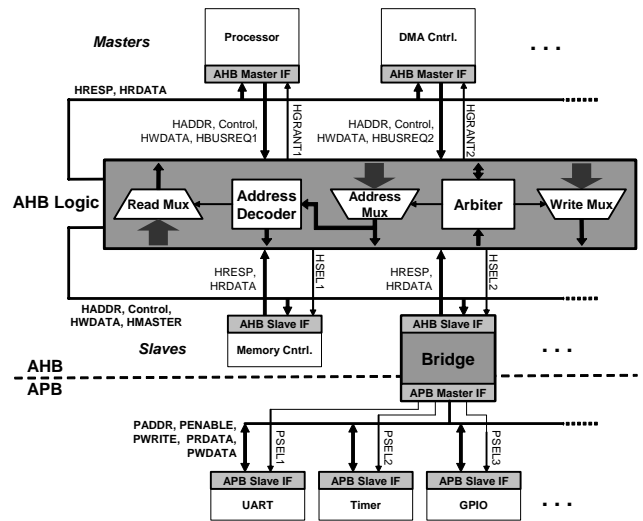 Masters
Processor
AHB Master IF
DMA Cntrl.
AHB Master IF
. . .
HRESP, HRDATA
HADDR, Control,
HWDATA, HBUSREQ1
HGRANT1
HADDR, Control,
HWDATA, HBUSREQ2
HGRANT2
AHB Logic
Read Mux
Address
Decoder
Address
Mux
Arbiter
Write Mux
HRESP,
HRDATA
HSEL1
HRESP,
HRDATA
HSEL2
HADDR, Control,
HWDATA, HMASTER
Slaves
AHB Slave IF
Memory Cntrl.
AHB Slave IF
Bridge
APB Master IF
. . .
AHB
APB
PADDR, PENABLE,
PWRITE, PRDATA,
PWDATA
PSEL1
PSEL2
PSEL3
APB Slave IF
UART
APB Slave IF
Timer
APB Slave IF
GPIO
. . .